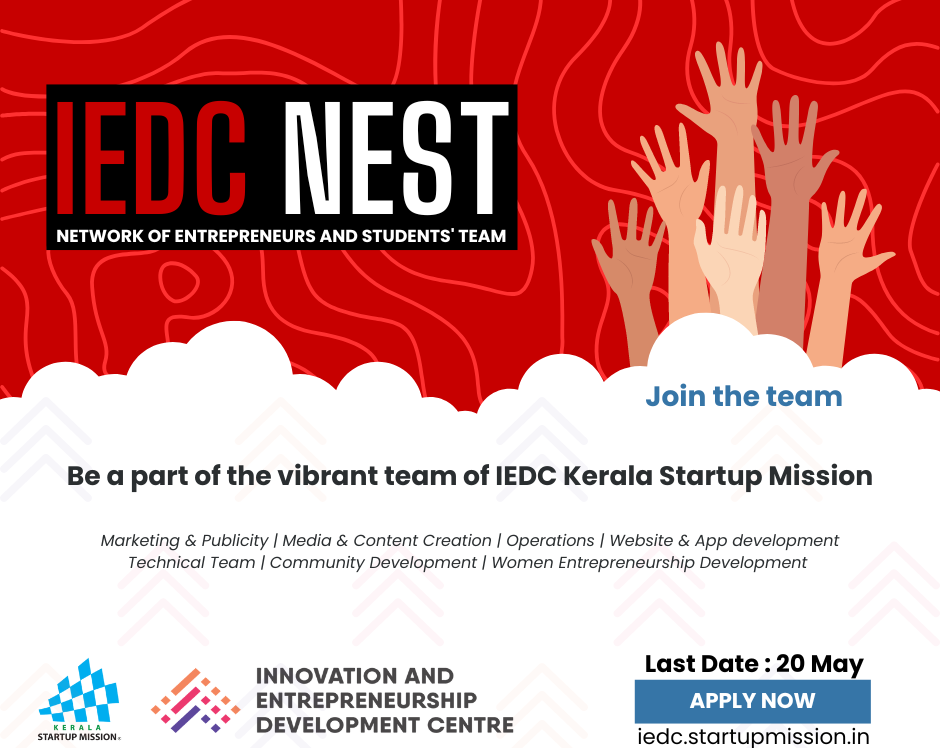 IEDC NEST
NETWORK OF ENTREPRENEURS AND STUDENTS' TEAM
Join the team
Be a part of the vibrant team of IEDC Kerala Startup Mission
Marketing & Publicity | Media & Content Creation | Operations | Website & App development
Technical Team | Community Development | Women Entrepreneurship Development
KERALA
STARTUP MISSION
INNOVATION AND
ENTREPRENEURSHIP
DEVELOPMENT CENTRE
Last Date : 20 May
APPLY NOW
iedc.startupmission.in